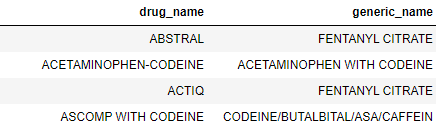 drug_name generic_name
ABSTRAL FENTANYL CITRATE
ACETAMINOPHEN-CODEINE ACETAMINOPHEN WITH CODEINE
ACTIQ FENTANYL CITRATE
ASCOMP WITH CODEINE CODEINE/BUTALBITAL/ASA/CAFFEIN